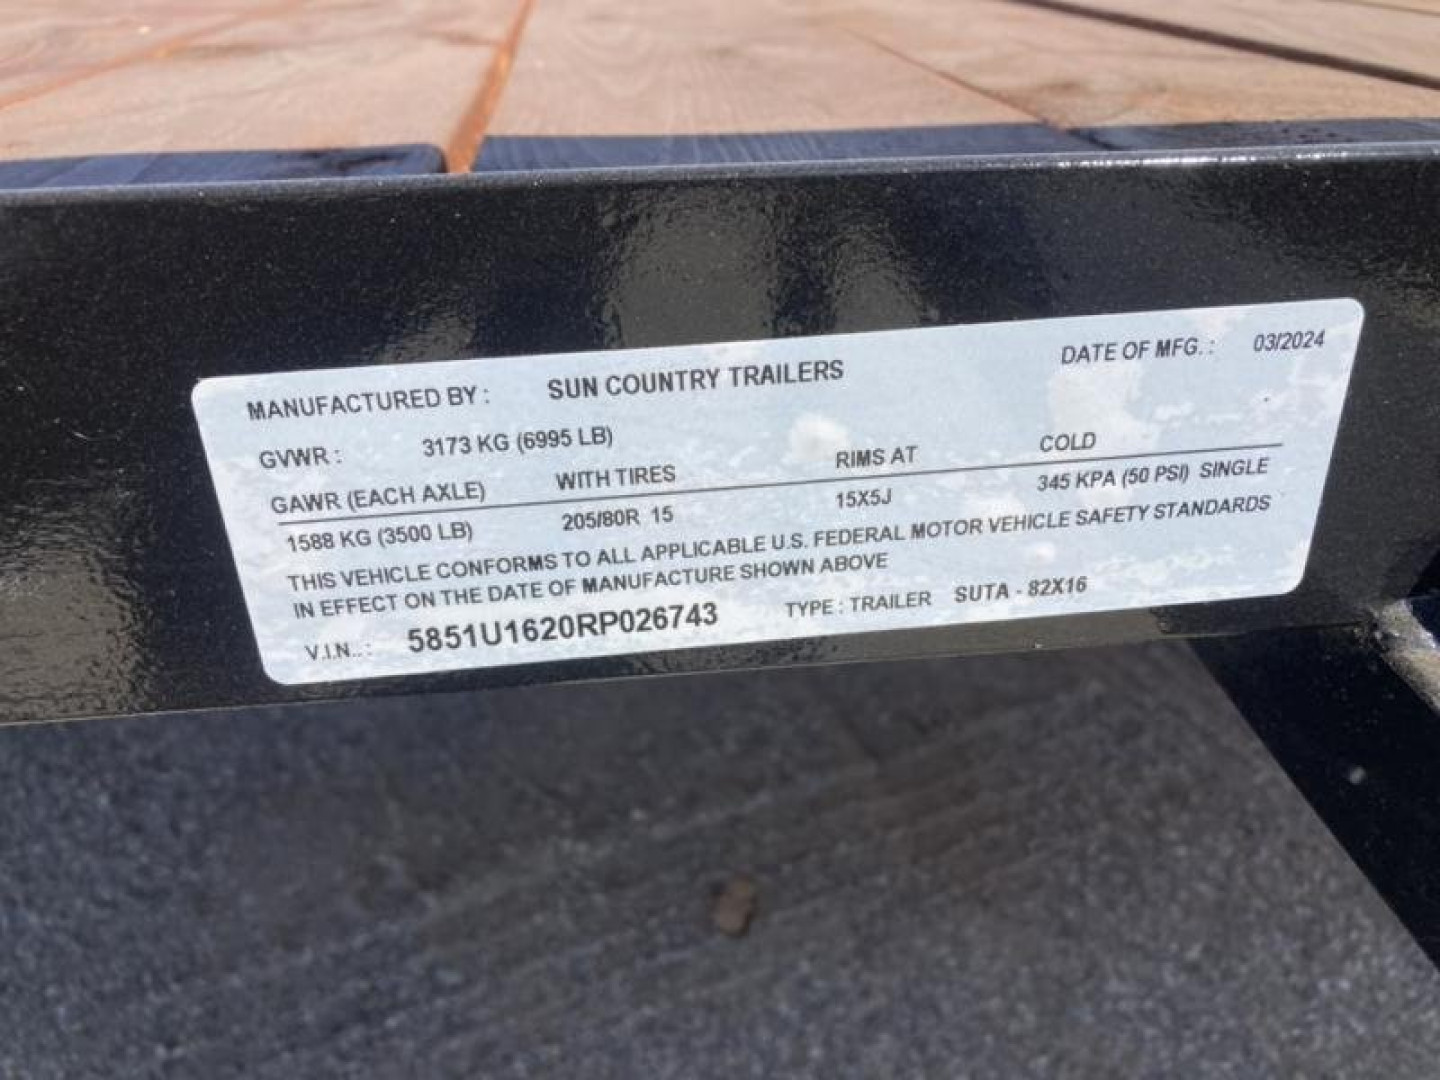 MANUFACTURED BY : SUN COUNTRY TRAILERS DATE OF MFG. : 03/2024
GVWR : 3173 KG (6995 LB)
GAWR (EACH AXLE) WITH TIRES RIMS AT COLD
1588 KG (3500 LB) 205/80R 15 15X5J 345 KPA (50 PSI) SINGLE
THIS VEHICLE CONFORMS TO ALL APPLICABLE U.S. FEDERAL MOTOR VEHICLE SAFETY STANDARDS
IN EFFECT ON THE DATE OF MANUFACTURE SHOWN ABOVE
V.I.N..: 5851U1620RP026743 TYPE : TRAILER SUTA - 82X16